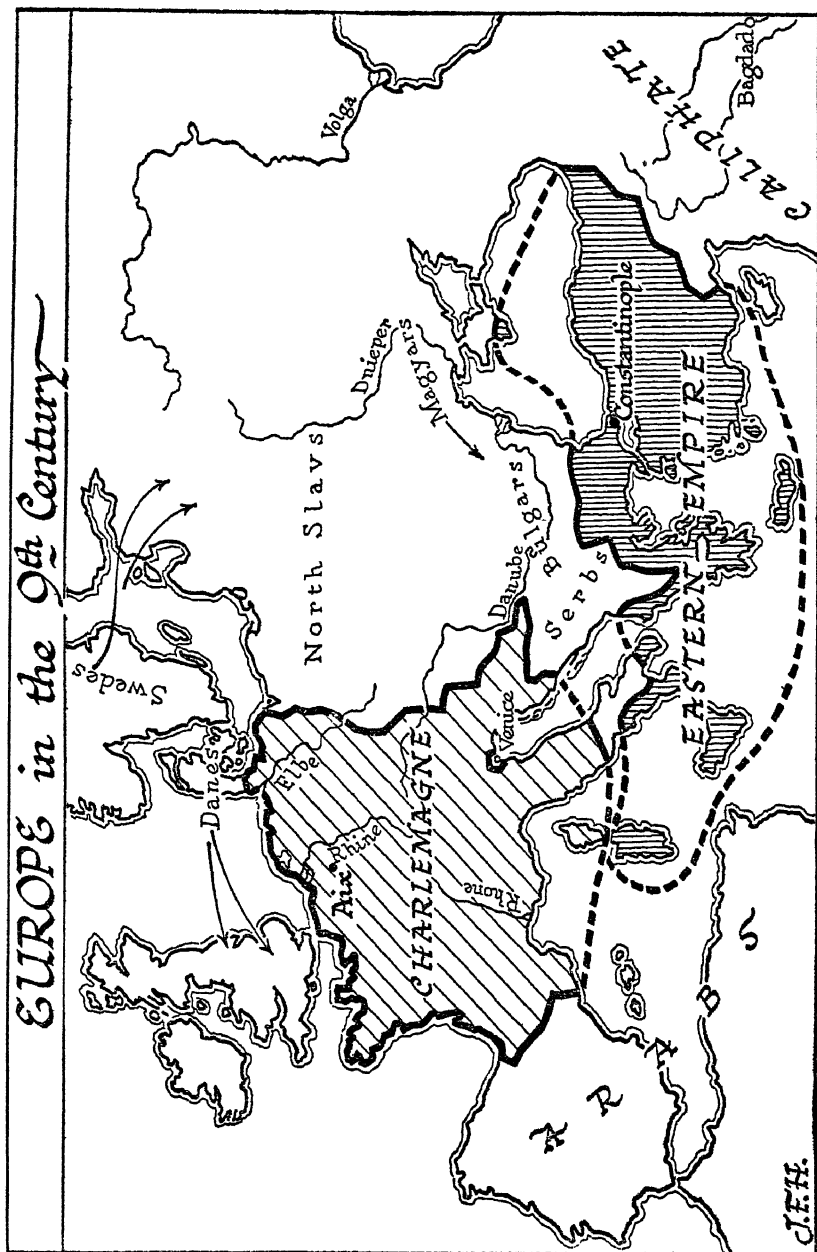 EUROPE in the 9th Century
Swedes
Danes
North Slavs
Volga
Dnieper
Magyars
Elbe
Rhine
Aix
CHARLEMAGNE
Rhone
Venice
Danube
Bulgars
Serbs
Constantinople
EASTERN EMPIRE
CALIPHATE
Bagdad
ARABS
J.F.H.